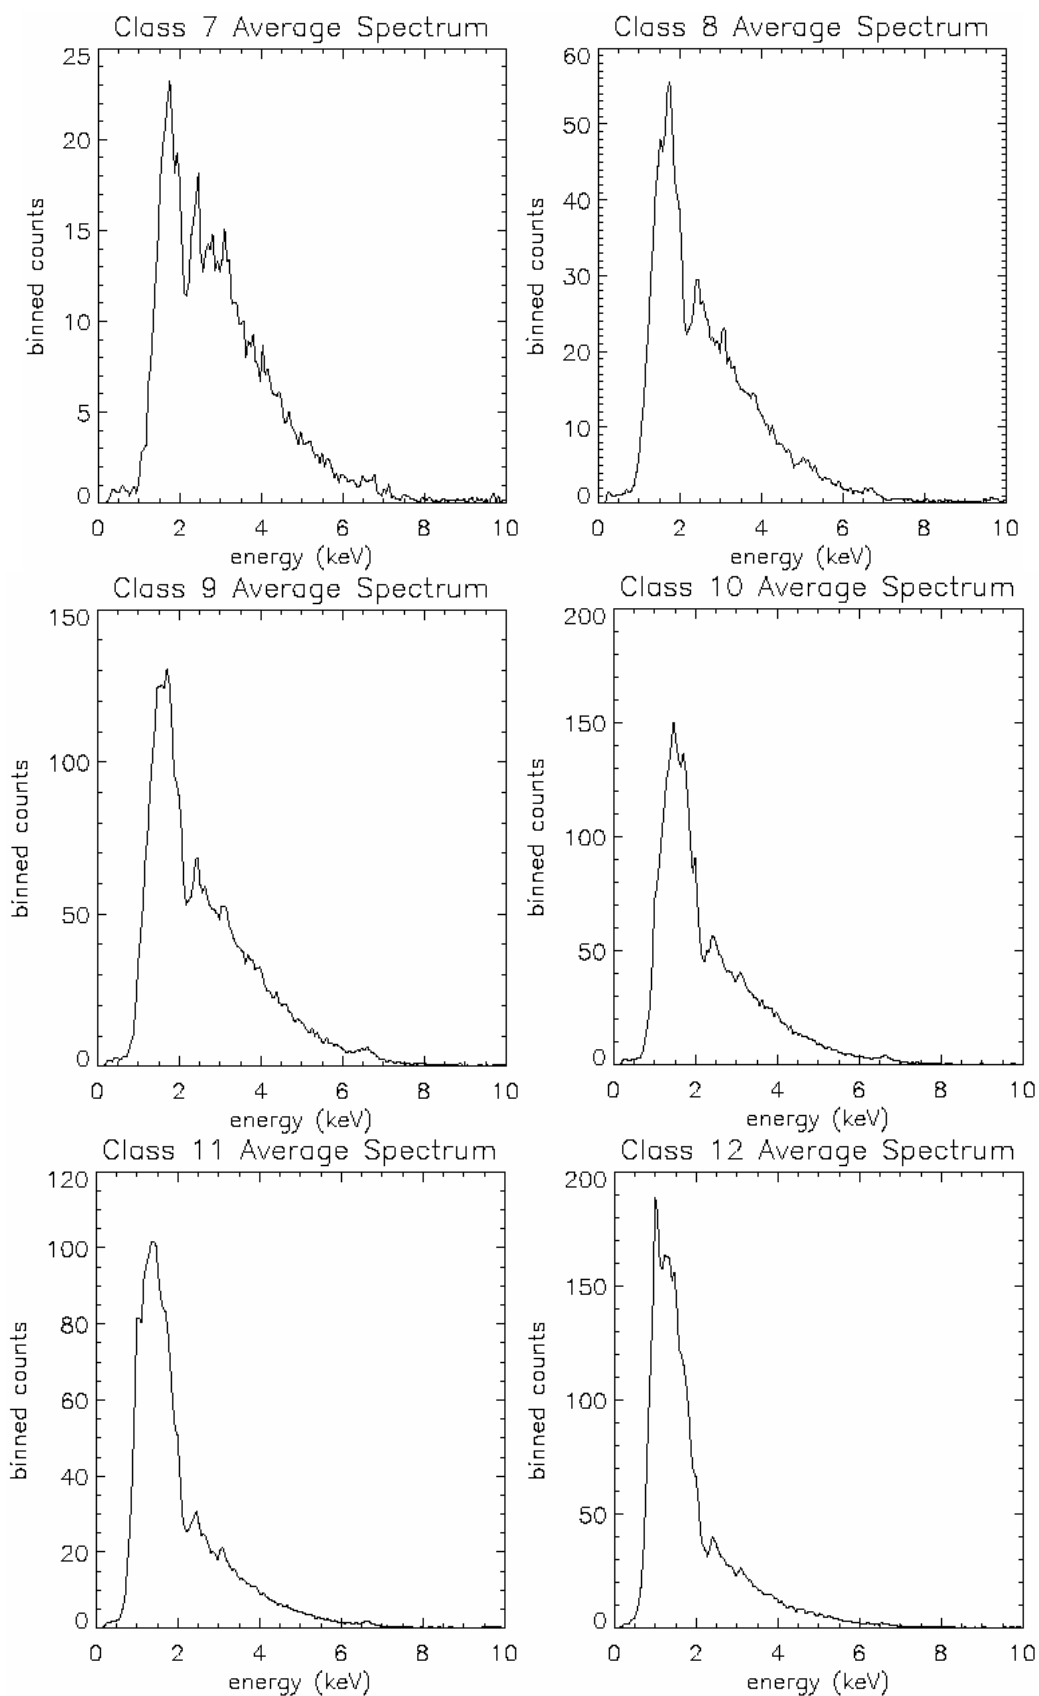 Class 7 Average Spectrum
25
20
15
10
5
0
binned counts
0 2 4 6 8 10
energy (keV)
Class 8 Average Spectrum
60
50
40
30
20
10
0
binned counts
0 2 4 6 8 10
energy (keV)
Class 9 Average Spectrum
150
100
50
0
binned counts
0 2 4 6 8 10
energy (keV)
Class 10 Average Spectrum
200
150
100
50
0
binned counts
0 2 4 6 8 10
energy (keV)
Class 11 Average Spectrum
120
100
80
60
40
20
0
binned counts
0 2 4 6 8 10
energy (keV)
Class 12 Average Spectrum
200
150
100
50
0
binned counts
0 2 4 6 8 10
energy (keV)